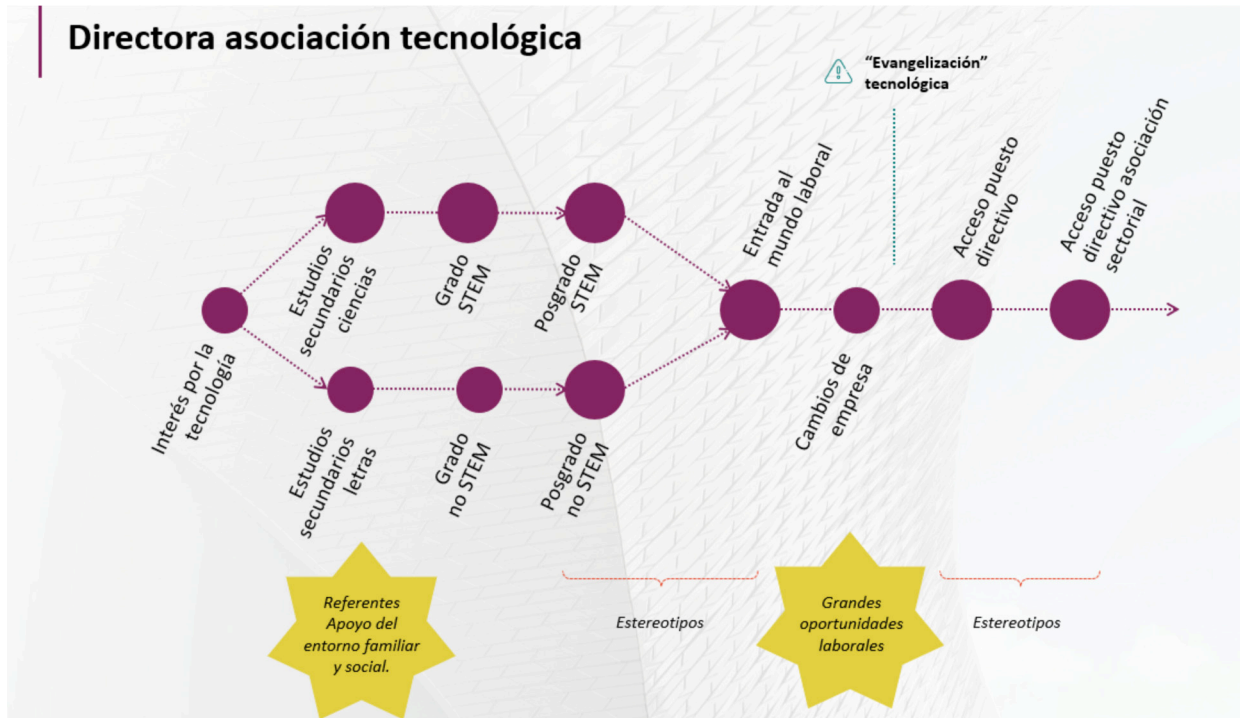 Directora asociación tecnológica
“Evangelización”
tecnológica
Interés por la
tecnología
Estudios
secundarios
ciencias
Grado
STEM
Posgrado
STEM
Estudios
secundarios
letras
Grado
no STEM
Posgrado
no STEM
Entrada al
mundo laboral
Cambios de
empresa
Acceso puesto
directivo
Acceso puesto
directivo asociación
sectorial
Referentes
Apoyo del
entorno familiar
y social.
Estereotipos
Grandes
oportunidades
laborales
Estereotipos